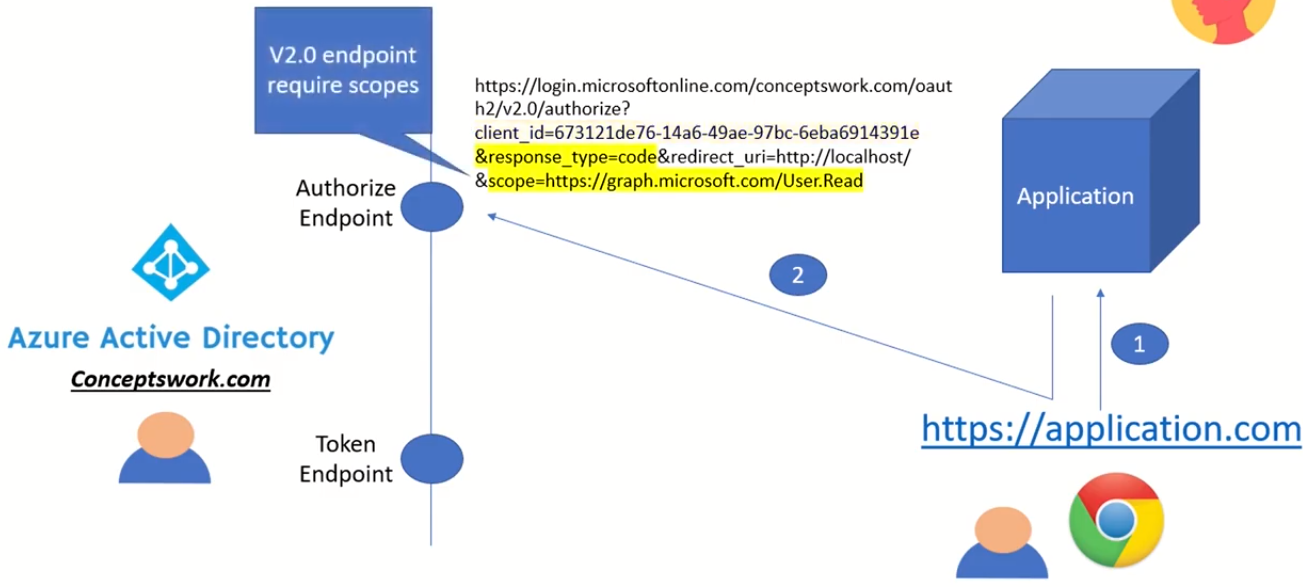 V2.0 endpoint
require scopes
https://login.microsoftonline.com/conceptswork.com/oaut
h2/v2.0/authorize?
client_id=673121de76-14a6-49ae-97bc-6eba6914391e
&response_type=code&redirect_uri=http://localhost/
&scope=https://graph.microsoft.com/User.Read
Authorize
Endpoint
Application
2
Azure Active Directory
Conceptswork.com
1
https://application.com
Token
Endpoint